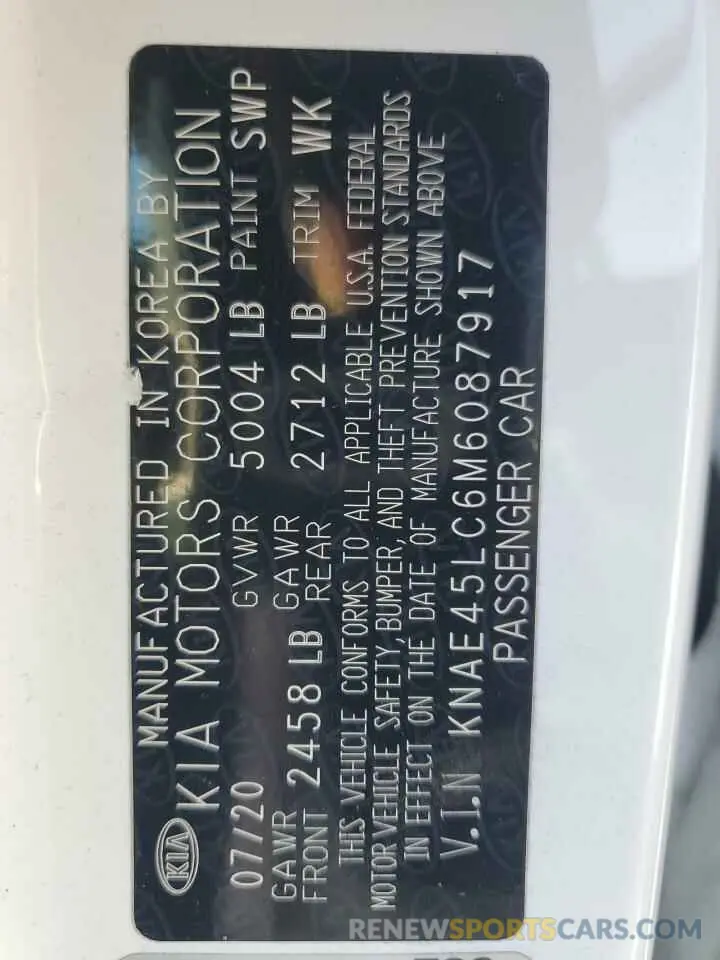 MANUFACTURED IN KOREA BY
KIA KIA MOTORS CORPORATION
07/20 GVWR 5004 LB PAINT SWP
GAWR FRONT 2458 LB GAWR REAR 2712 LB TRIM WK
THIS VEHICLE CONFORMS TO ALL APPLICABLE U.S.A. FEDERAL
MOTOR VEHICLE SAFETY, BUMPER, AND THEFT PREVENTION STANDARDS
IN EFFECT ON THE DATE OF MANUFACTURE SHOWN ABOVE
V.I.N KNAE45LC6M6087917
PASSENGER CAR
RENEWSPORTSCARS.COM